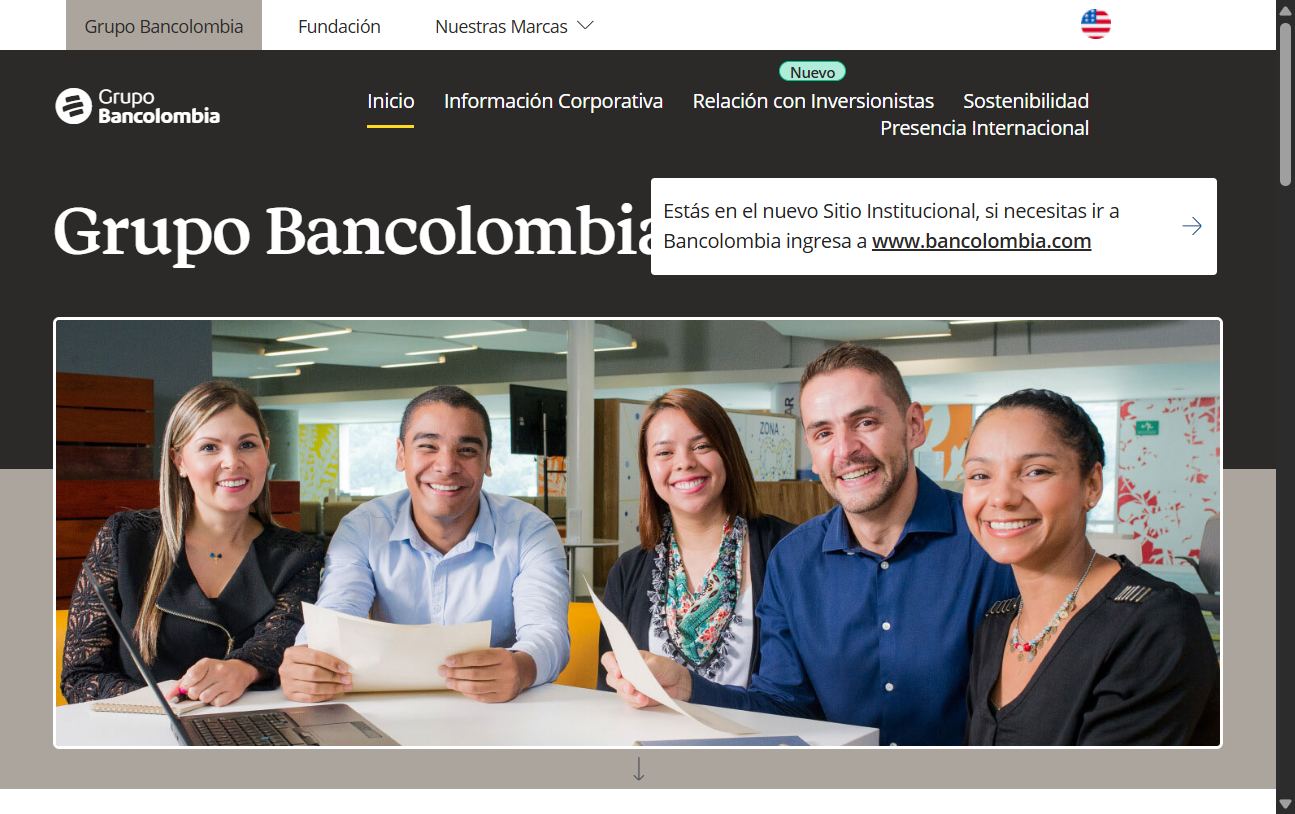 Grupo Bancolombia
Fundación
Nuestras Marcas
Nuevo
Grupo
Bancolombia
Inicio
Información Corporativa
Relación con Inversionistas
Sostenibilidad
Presencia Internacional
Grupo Bancolombia
Estás en el nuevo Sitio Institucional, si necesitas ir a
Bancolombia ingresa a www.bancolombia.com
ZONA